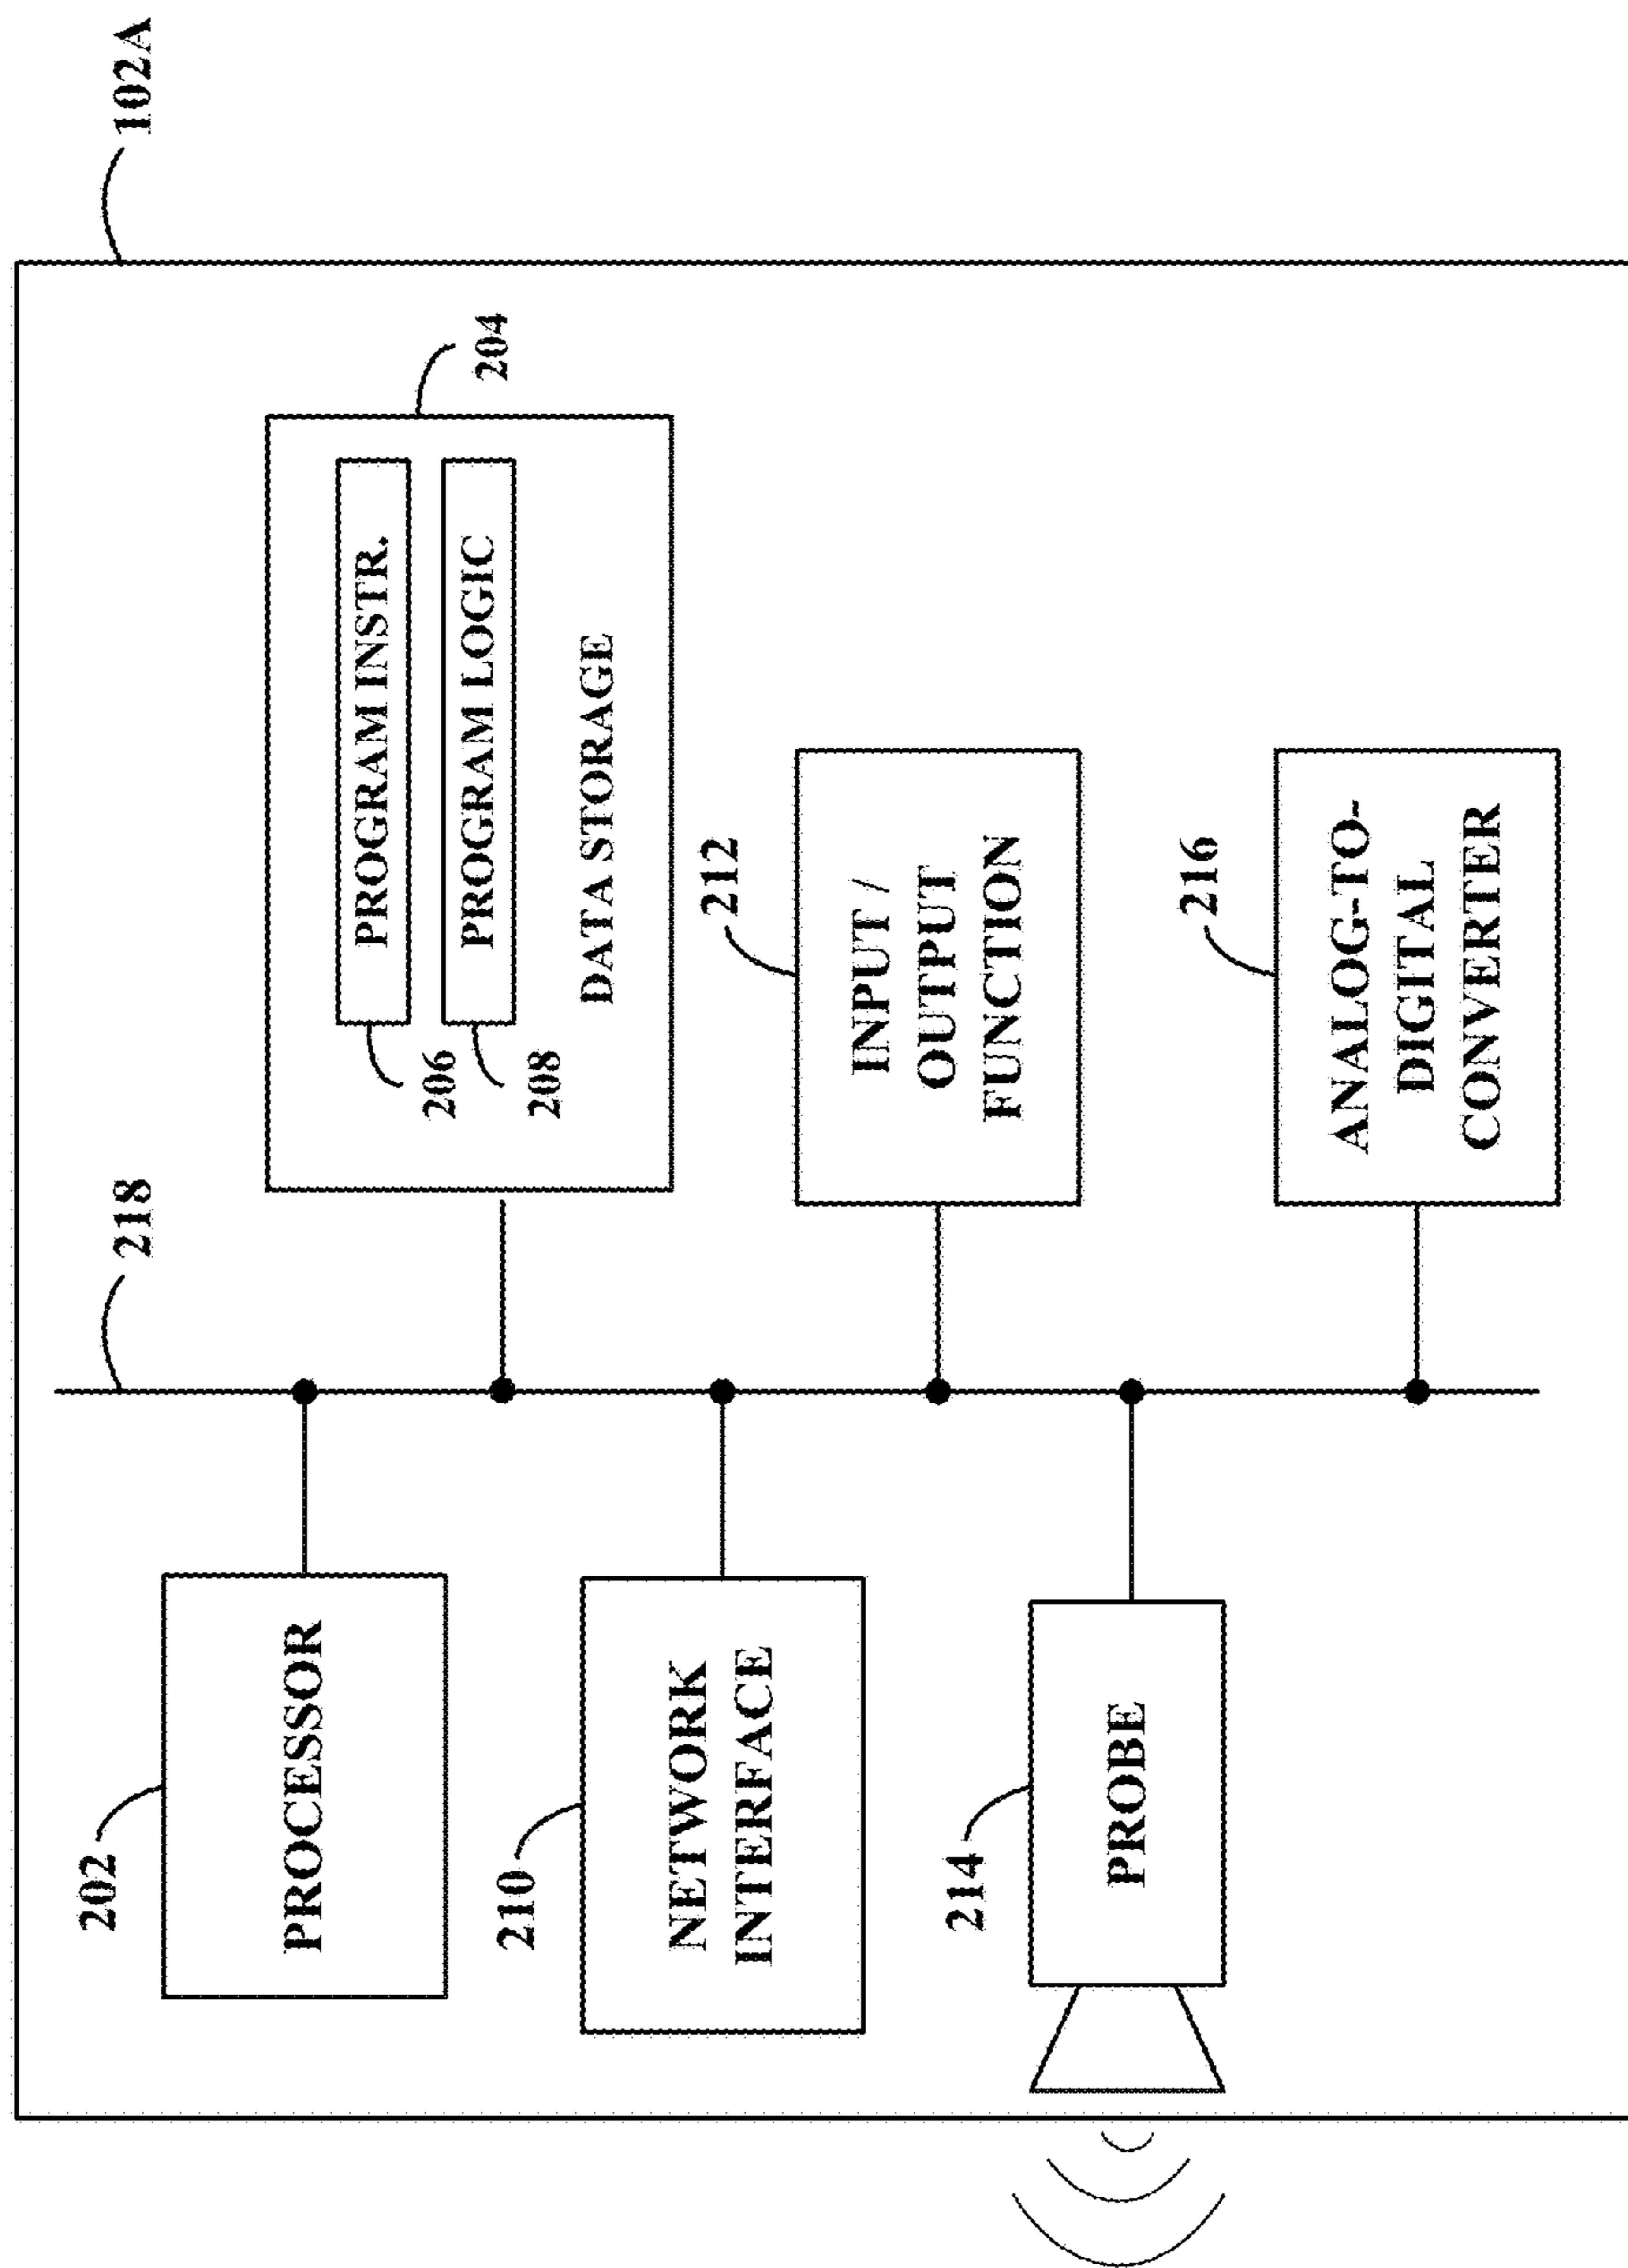 102A
218
202
PROCESSOR
204
PROGRAM INSTR.
206
PROGRAM LOGIC
208
DATA STORAGE
210
NETWORK
INTERFACE
212
INPUT /
OUTPUT
FUNCTION
214
PROBE
216
ANALOG-TO-
DIGITAL
CONVERTER